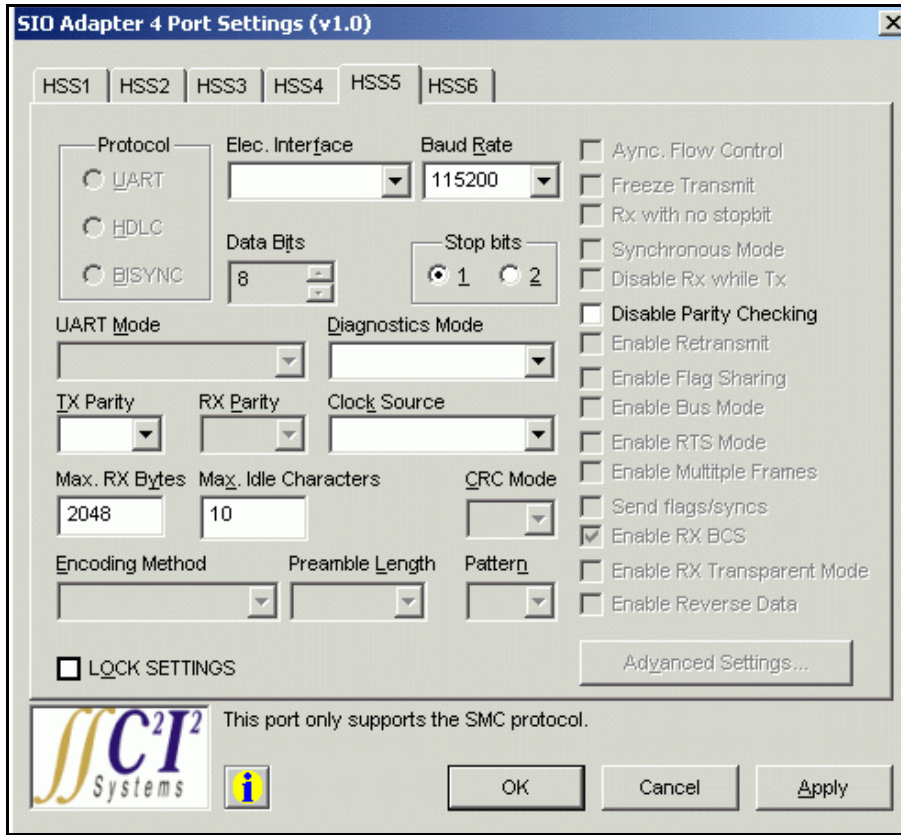 SIO Adapter 4 Port Settings (v1.0)
HSS1 HSS2 HSS3 HSS4 HSS5 HSS6
Protocol
UART
HDLC
BISYNC
Elec. Interface
Baud Rate
115200
Data Bits
8
Stop bits
1 2
UART Mode
Diagnostics Mode
TX Parity
RX Parity
Clock Source
Max. RX Bytes
2048
Max. Idle Characters
10
CRC Mode
Encoding Method
Preamble Length
Pattern
LOCK SETTINGS
Aync. Flow Control
Freeze Transmit
Rx with no stopbit
Synchronous Mode
Disable Rx while Tx
Disable Parity Checking
Enable Retransmit
Enable Flag Sharing
Enable Bus Mode
Enable RTS Mode
Enable Multitple Frames
Send flags/syncs
Enable RX BCS
Enable RX Transparent Mode
Enable Reverse Data
Advanced Settings...
C²I²
Systems
This port only supports the SMC protocol.
i
OK
Cancel
Apply